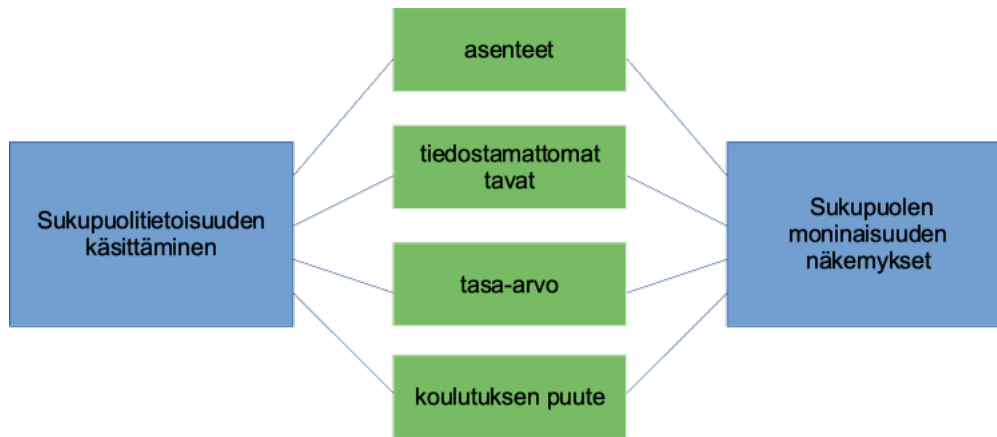 asenteet
tiedostamattomat
tavat
Sukupuolitietoisuuden
käsittäminen
Sukupuolen
moninaisuuden
näkemykset
tasa-arvo
koulutuksen puute